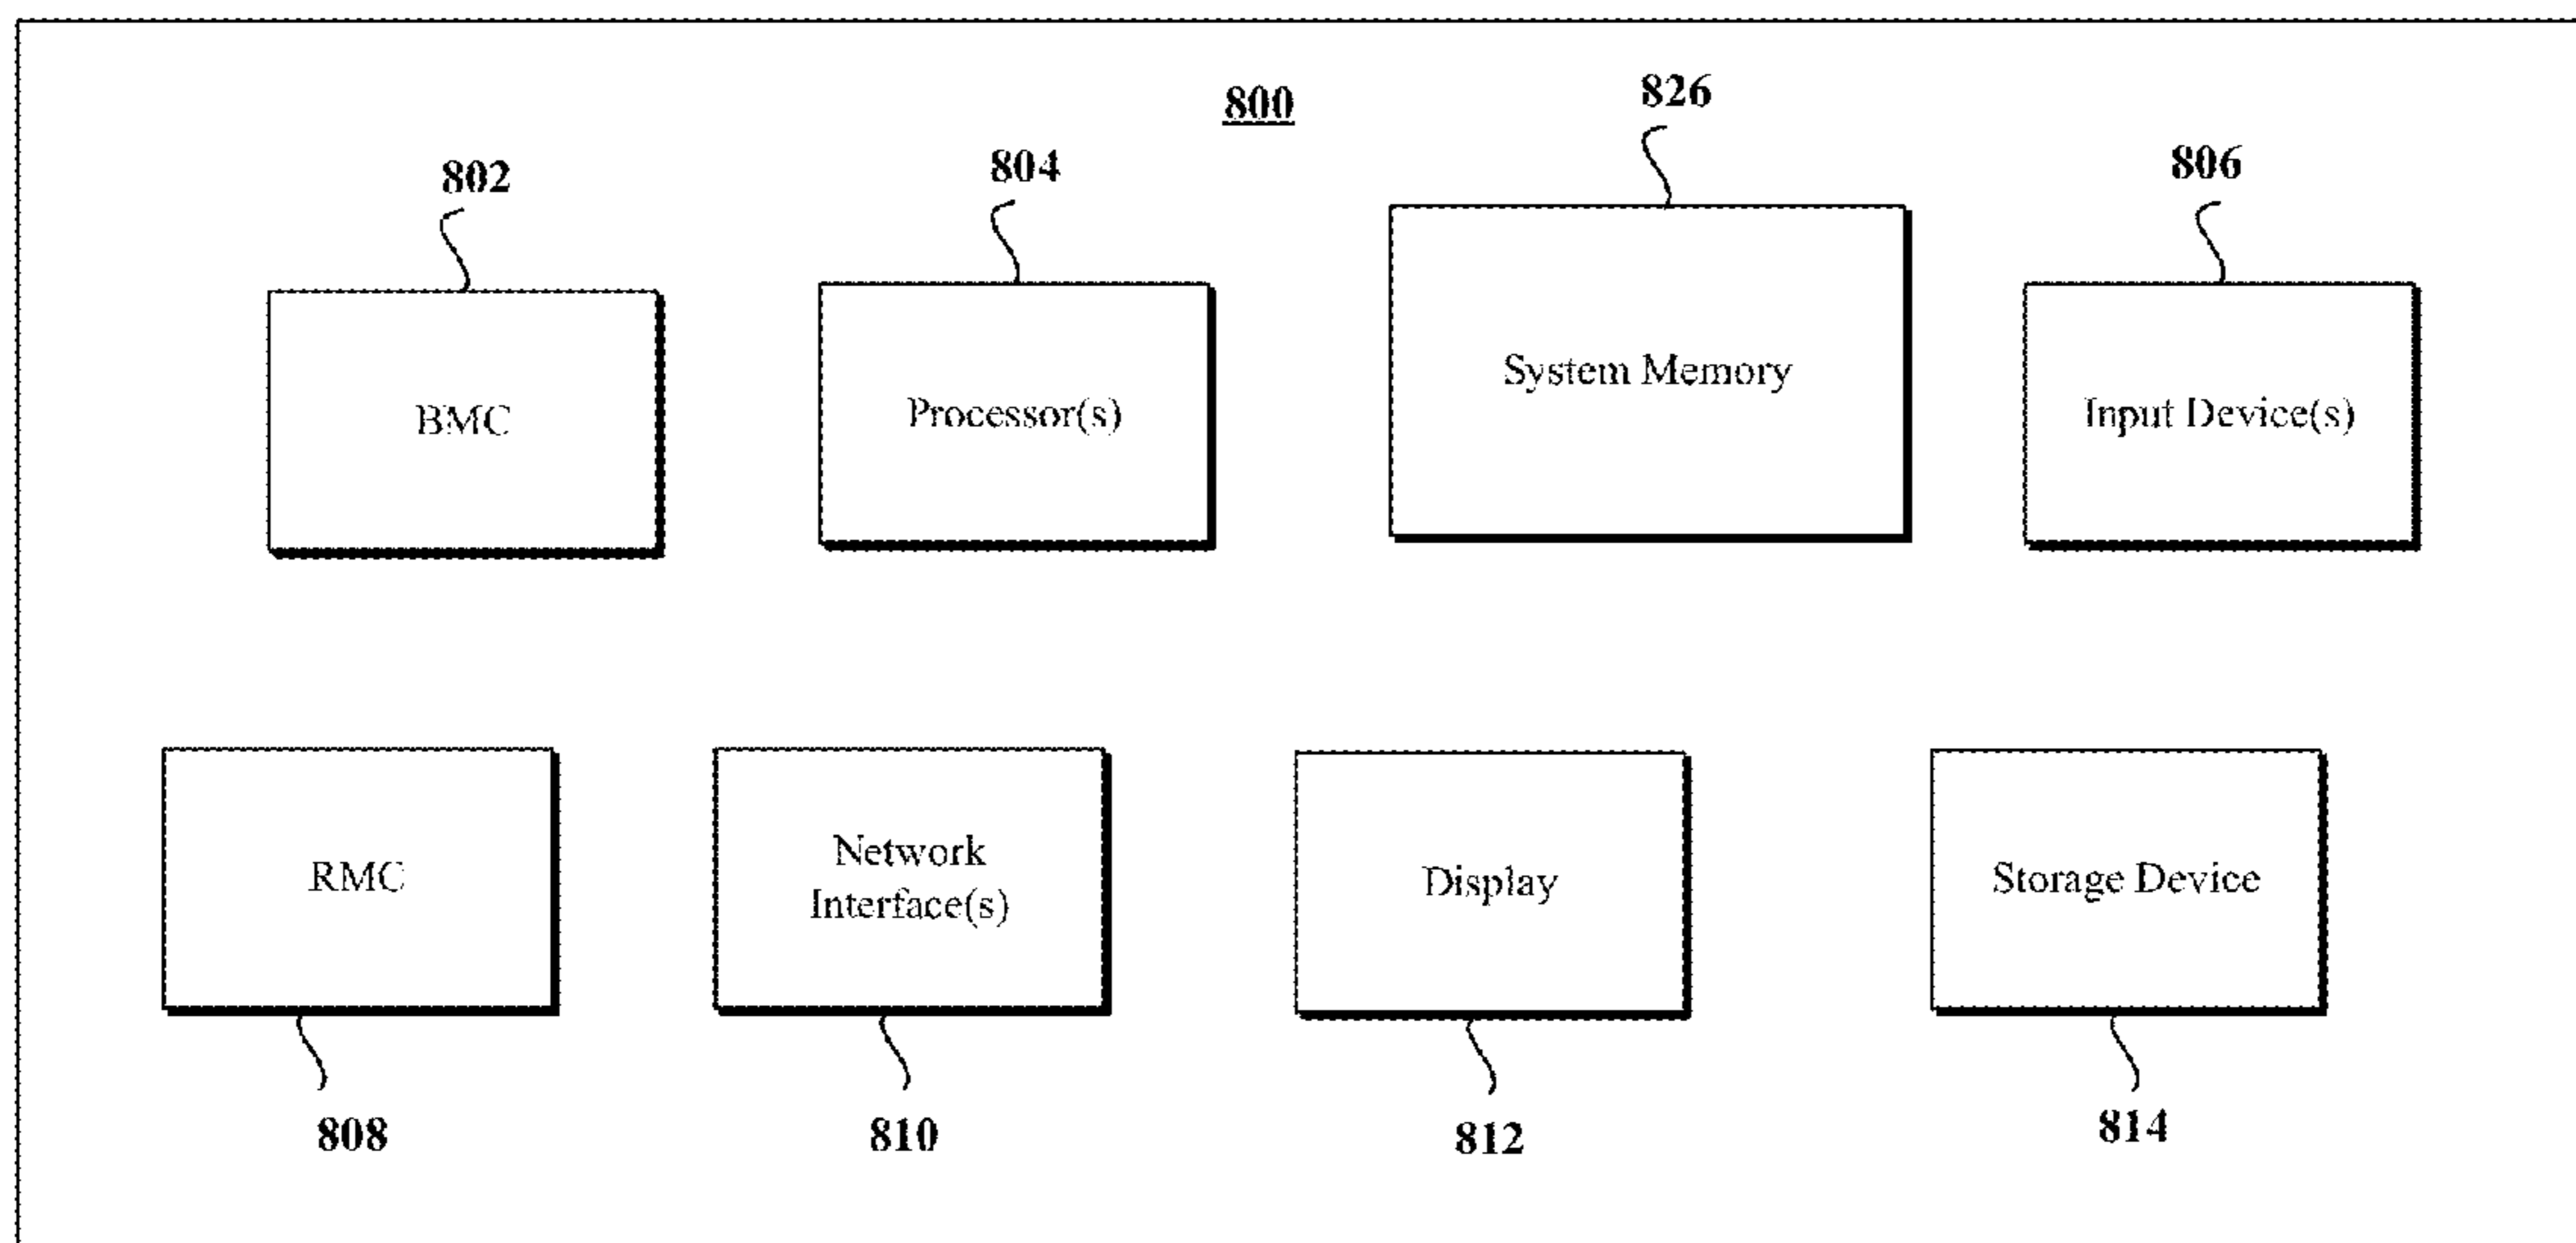 800
826
802
804
806
BMC
Processor(s)
System Memory
Input Device(s)
RMC
Network
Interface(s)
Display
Storage Device
808
810
812
814